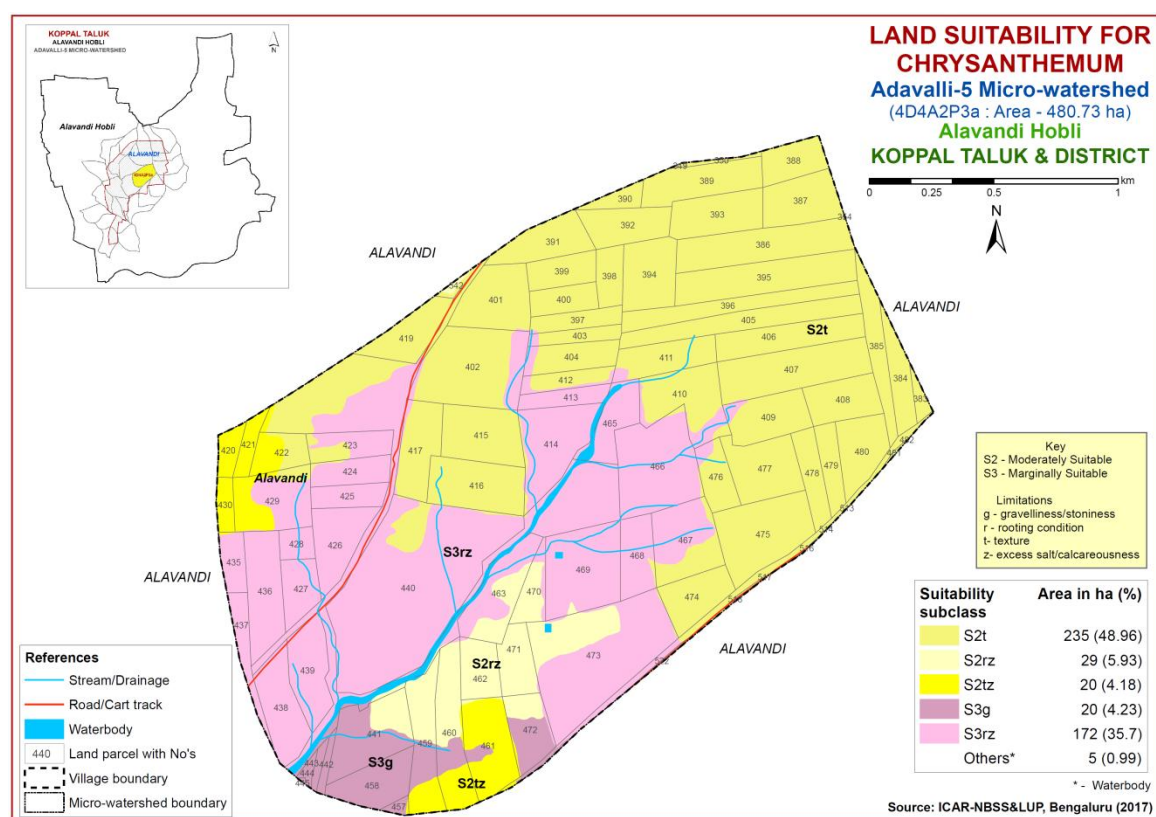 KOPPAL TALUK
ALAVANDI HOBLI
ADAVALLI-5 MICRO-WATERSHED
N
Alavandi Hobli
ALAVANDI
LAND SUITABILITY FOR
CHRYSANTHEMUM
Adavalli-5 Micro-watershed
(4D4A2P3a : Area - 480.73 ha)
Alavandi Hobli
KOPPAL TALUK & DISTRICT
km
0 0.25 0.5 1
N
388
389
390 387
393
392
391 386
ALAVANDI
399 398 394 395
401 400
396
397 405
ALAVANDI
403 S2t
419 406 385
404 411
402 407
412 384
410
413 408 383
465 409
415 414
420 421 423
422 417
424 466 480
Alavandi 477 479
476 478
429 425 416
430
428 426 467 475
S3rz 468
435 469
ALAVANDI 440
436 427 463 470 474
437
471 ALAVANDI
439 473
S2rz
462
438
441 460 472
459 461
442
S3g
458 S2tz
457
Key
S2 - Moderately Suitable
S3 - Marginally Suitable
Limitations
g - gravelliness/stoniness
r - rooting condition
t- texture
z- excess salt/calcareousness
Suitability subclass Area in ha (%)
S2t 235 (48.96)
S2rz 29 (5.93)
S2tz 20 (4.18)
S3g 20 (4.23)
S3rz 172 (35.7)
Others* 5 (0.99)
* - Waterbody
Source: ICAR-NBSS&LUP, Bengaluru (2017)
References
Stream/Drainage
Road/Cart track
Waterbody
440 Land parcel with No's
Village boundary
Micro-watershed boundary